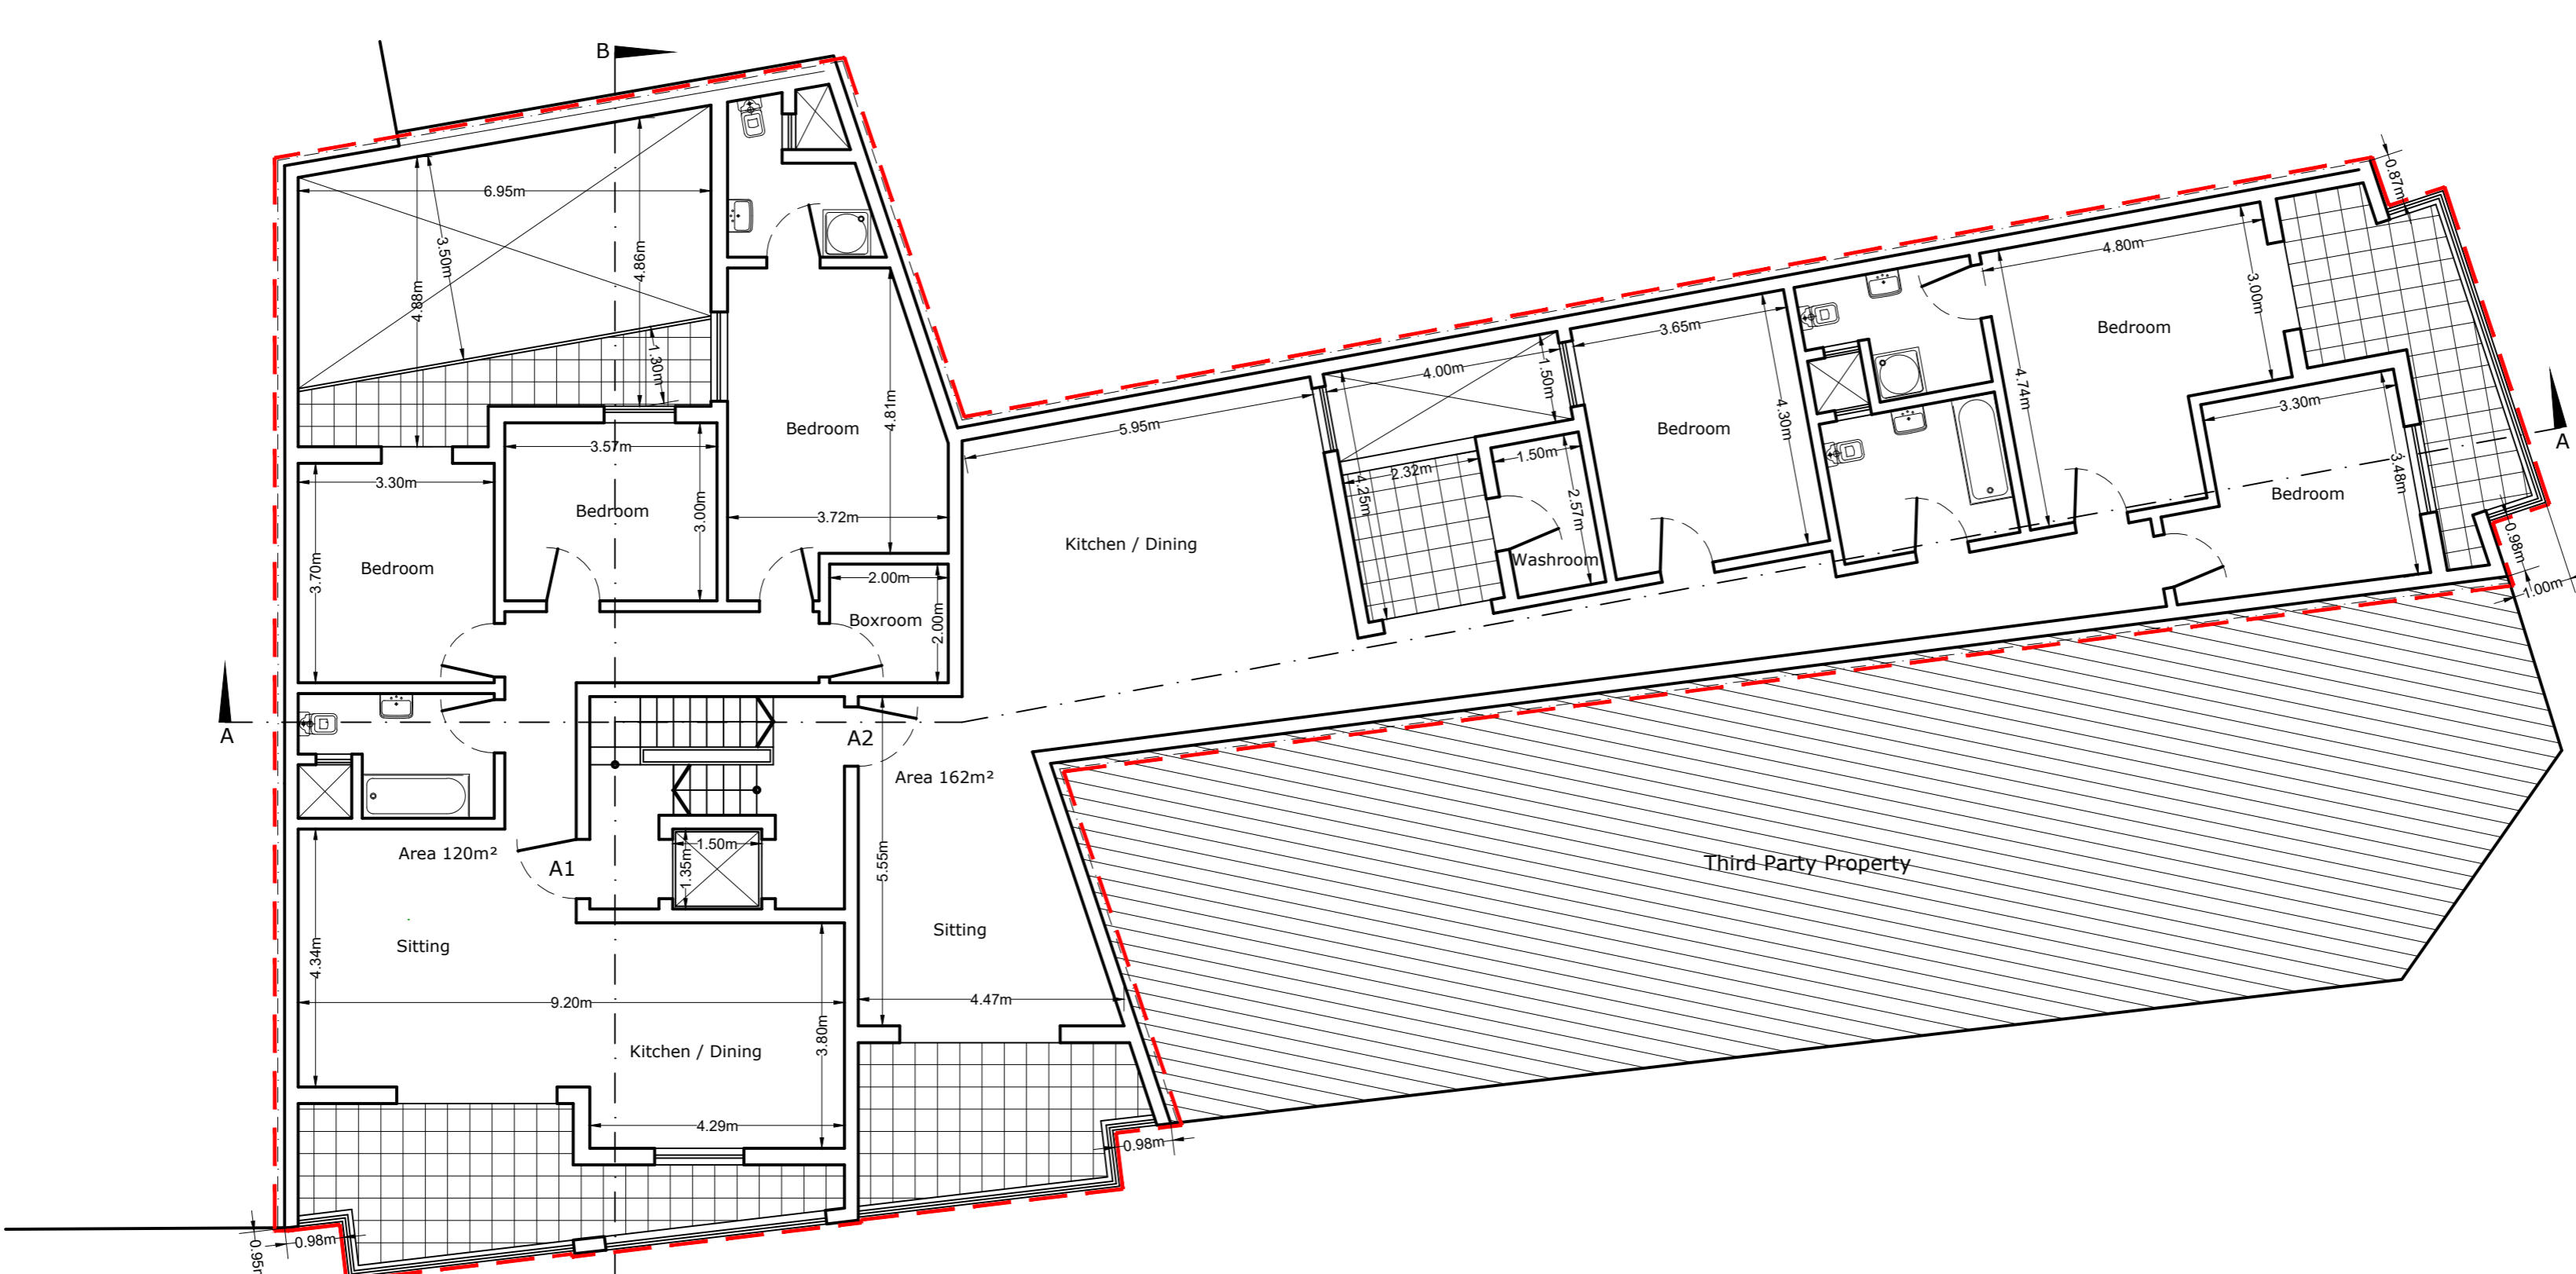 B
6.95m
3.50m
4.88m
4.86m
1.30m
0.87m
4.80m
3.00m
Bedroom
3.65m
4.00m
1.50m
4.74m
4.30m
Bedroom
3.30m
3.48m
Bedroom
A
5.95m
4.81m
Bedroom
3.57m
3.30m
Bedroom
3.00m
3.72m
2.32m
4.25m
1.50m
2.57m
Washroom
Kitchen / Dining
0.98m
1.00m
Bedroom
3.70m
2.00m
Boxroom
2.00m
A
A2
Area 162m²
Third Party Property
Area 120m²
A1
1.50m
1.35m
5.55m
Sitting
Sitting
4.34m
9.20m
4.47m
3.80m
Kitchen / Dining
4.29m
0.98m
0.98m